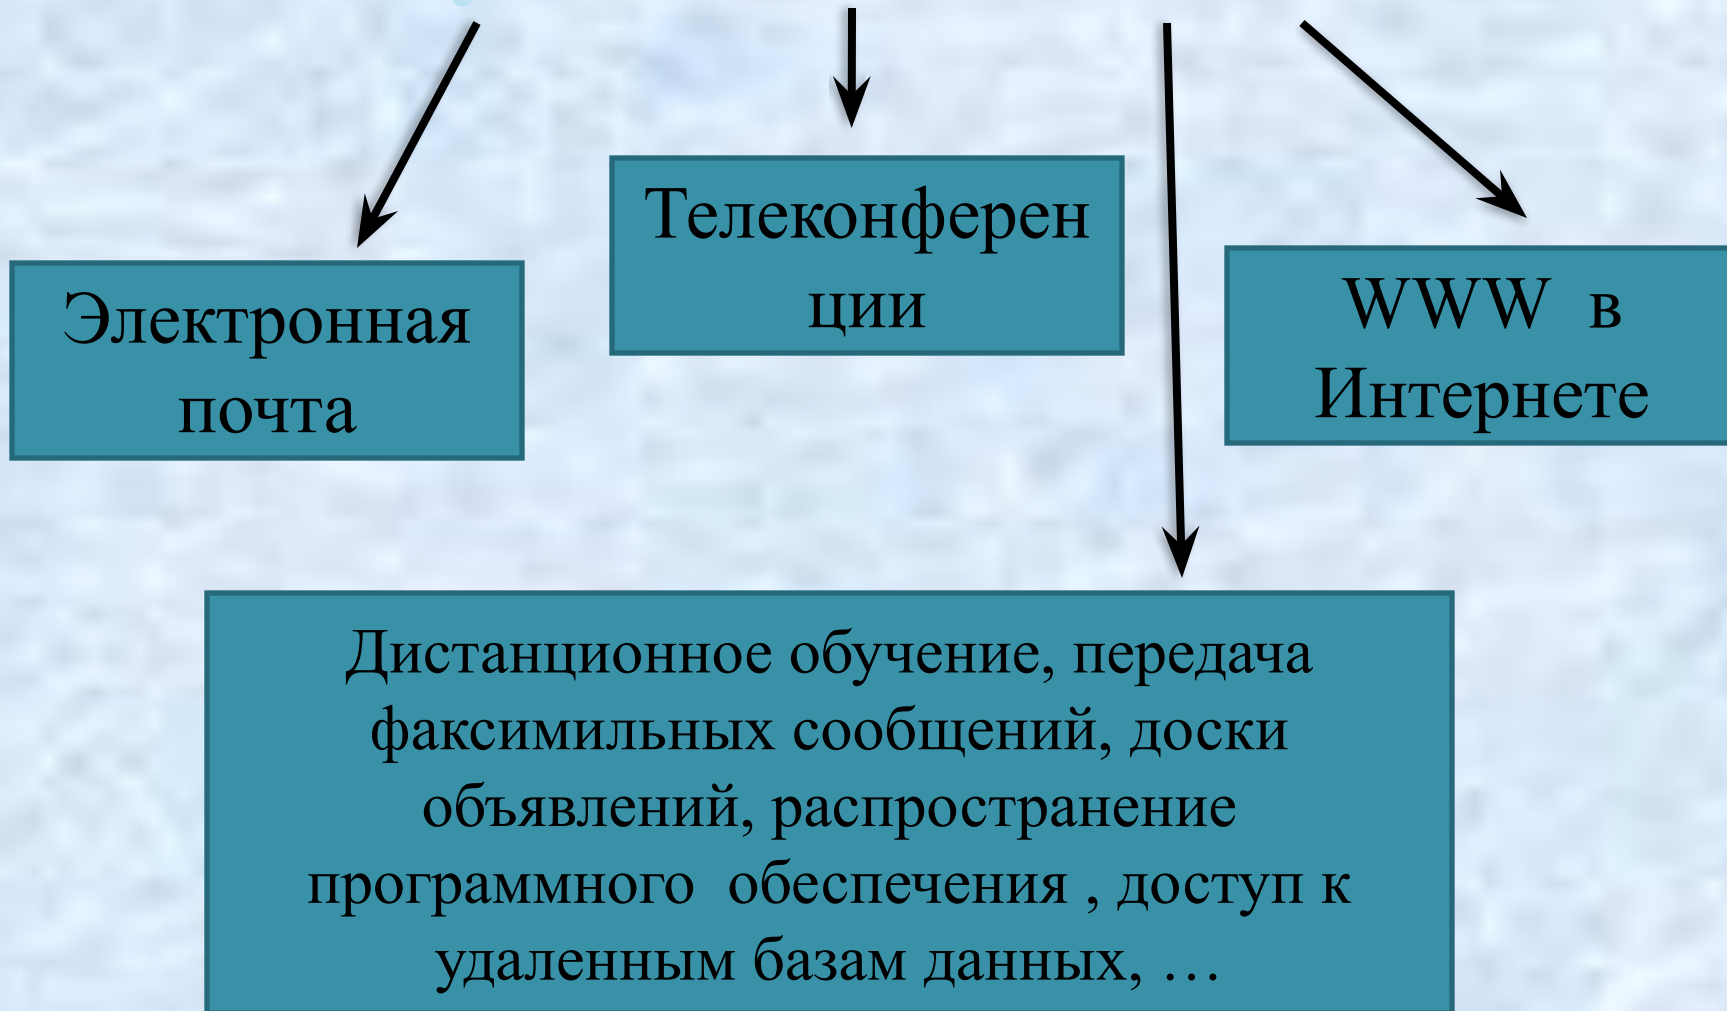 Телеконферен
ции
Электронная
почта
WWW в
Интернете
Дистанционное обучение, передача
факсимильных сообщений, доски
объявлений, распространение
программного обеспечения , доступ к
удаленным базам данных, …